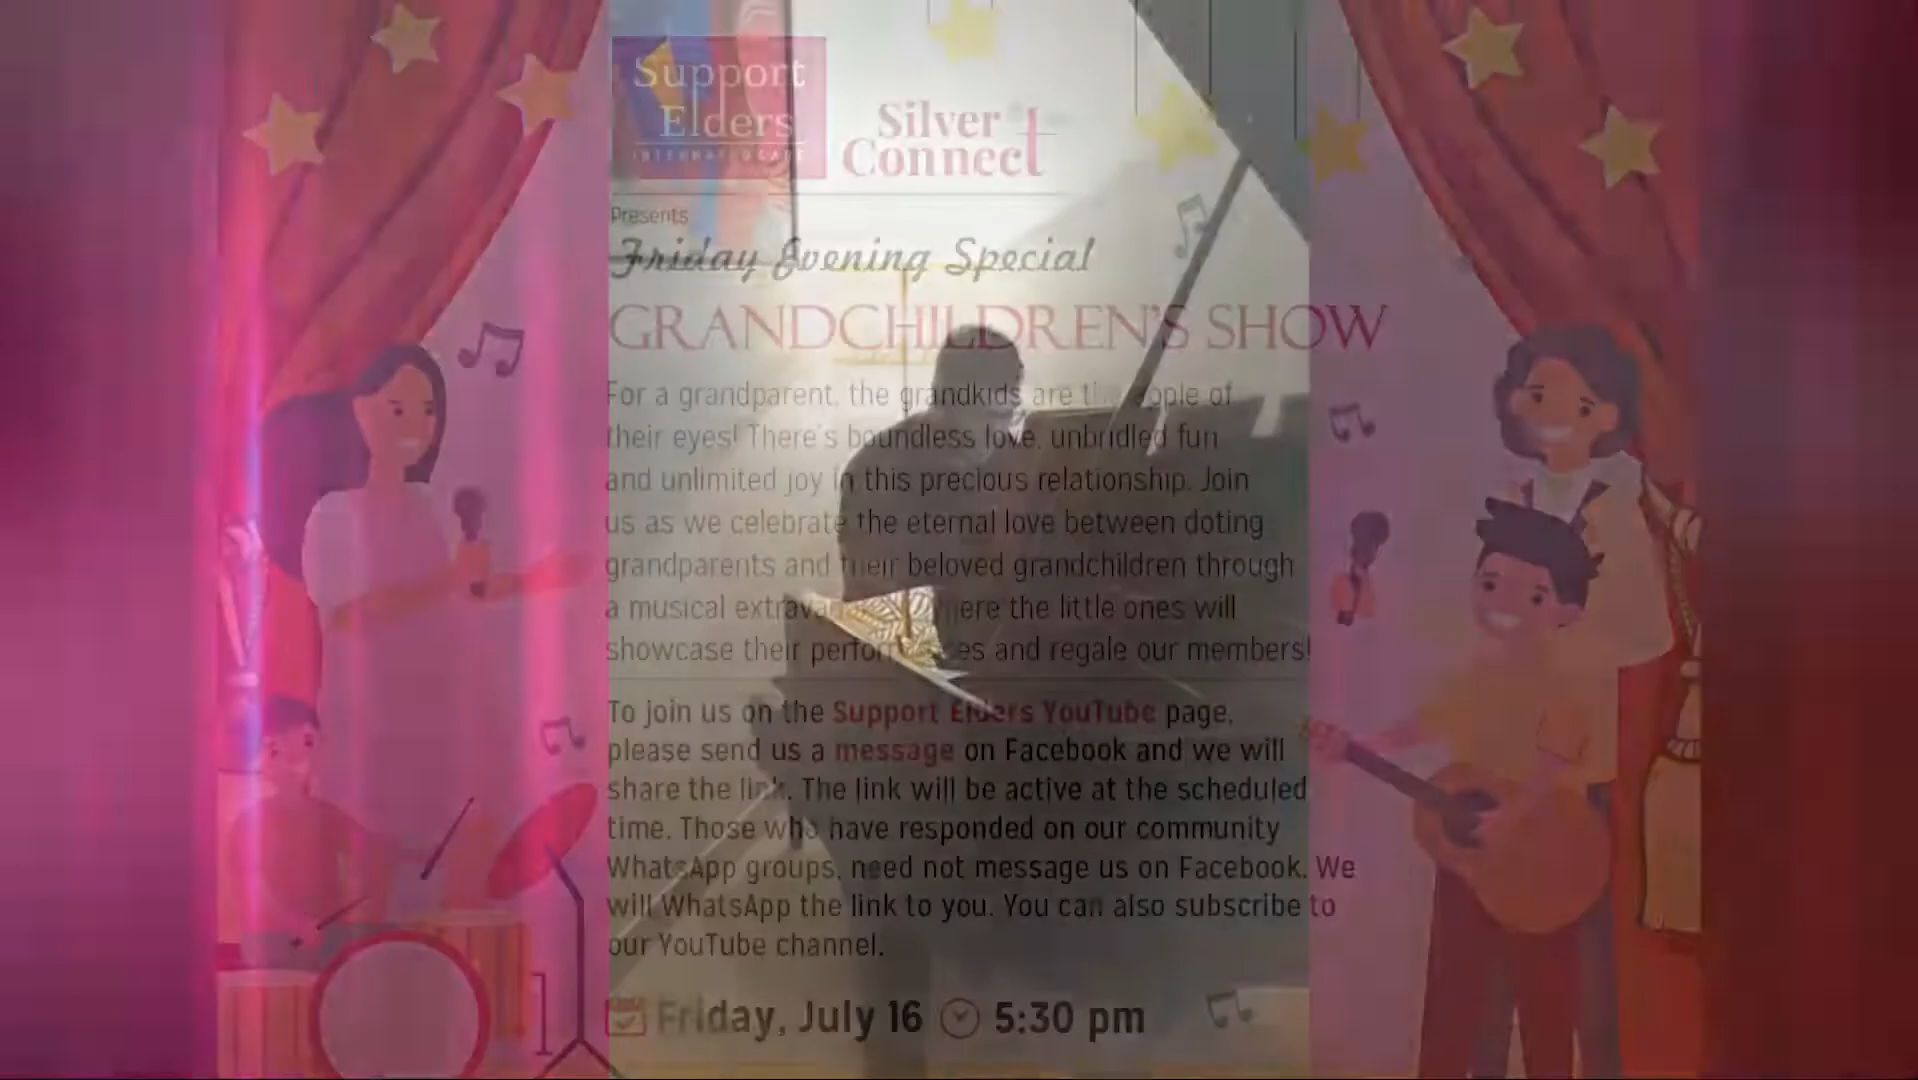 Support
Elders
Silver
Connect
Presents
Friday Evening Special
GRANDCHILDREN'S SHOW
For a grandparent, the grandkids are the apple of
their eyes! There's boundless love, unbridled fun
and unlimited joy in this precious relationship. Join
us as we celebrate the eternal love between doting
grandparents and their beloved grandchildren through
a musical extravaganza where the little ones will
showcase their performances and regale our members!
To join us on the Support Elders YouTube page,
please send us a message on Facebook and we will
share the link. The link will be active at the scheduled
time. Those who have responded on our community
WhatsApp groups, need not message us on Facebook. We
will WhatsApp the link to you. You can also subscribe to
our YouTube channel.
Friday, July 16 5:30 pm